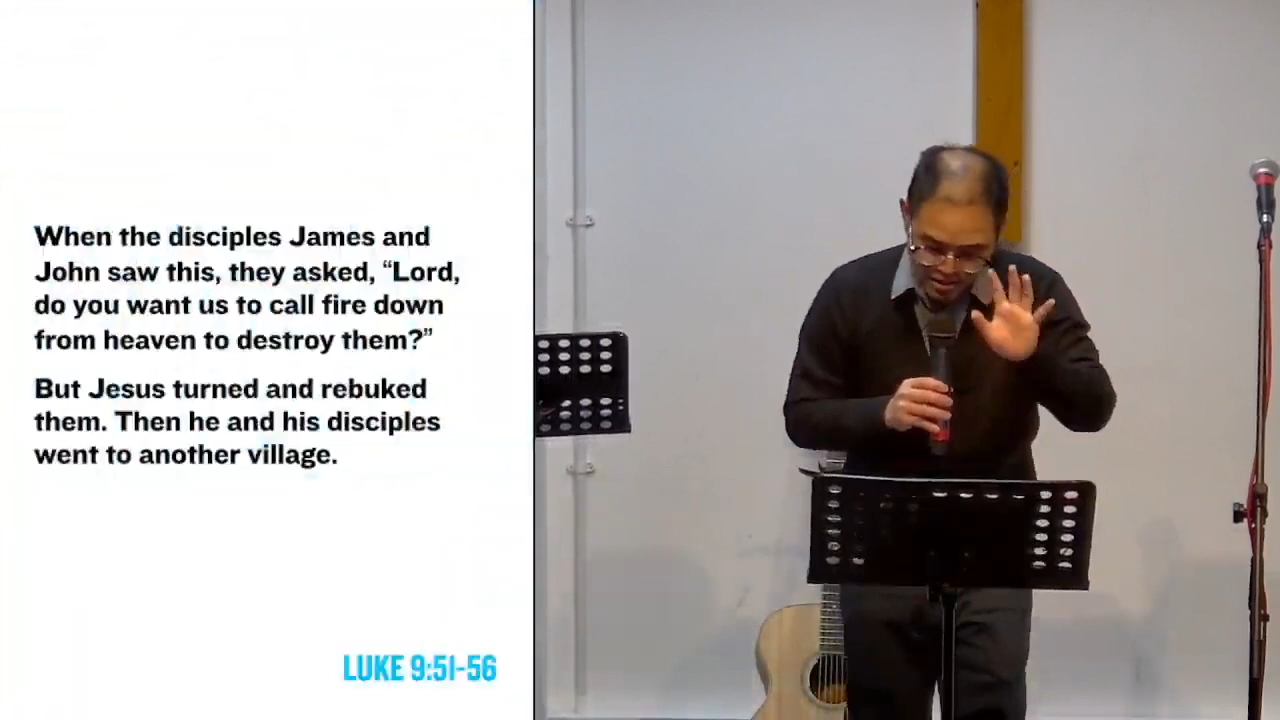 When the disciples James and
John saw this, they asked, “Lord,
do you want us to call fire down
from heaven to destroy them?”
But Jesus turned and rebuked
them. Then he and his disciples
went to another village.
LUKE 9:51-56